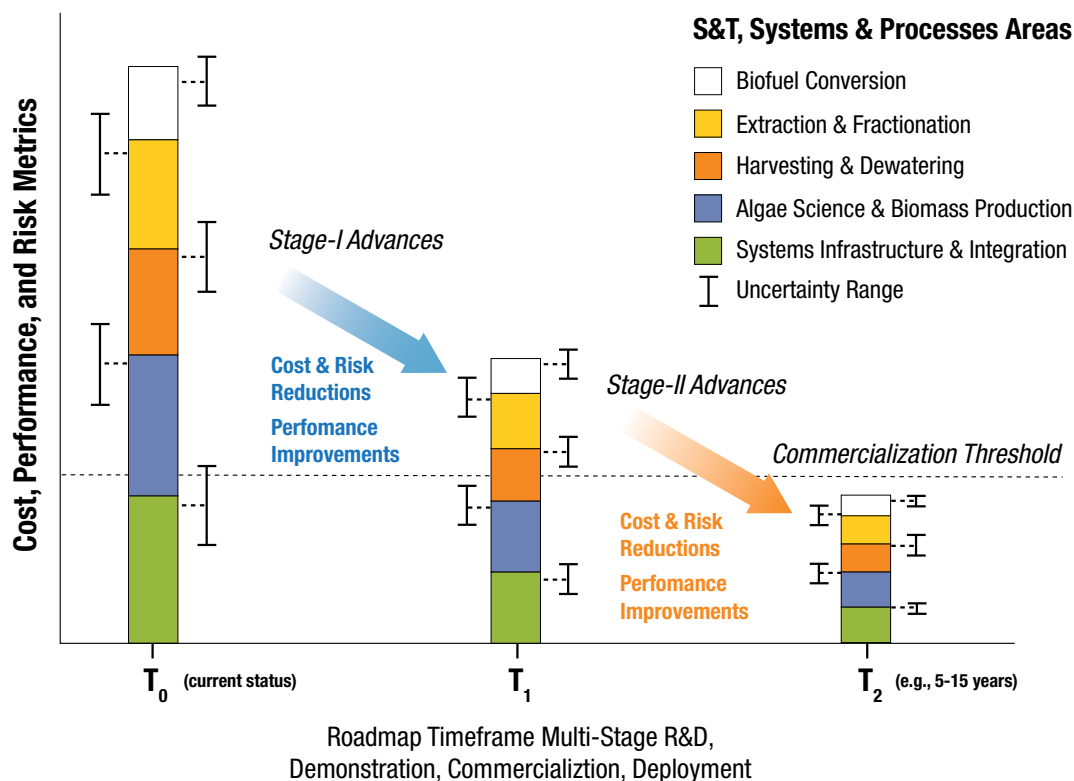 Cost, Performance, and Risk Metrics
S&T, Systems & Processes Areas
Biofuel Conversion
Extraction & Fractionation
Harvesting & Dewatering
Algae Science & Biomass Production
Systems Infrastructure & Integration
Uncertainty Range
Stage-I Advances
Cost & Risk
Reductions
Perfomance
Improvements
Stage-II Advances
Cost & Risk
Reductions
Perfomance
Improvements
Commercialization Threshold
T0 (current status)
T1
T2 (e.g., 5-15 years)
Roadmap Timeframe Multi-Stage R&D,
Demonstration, Commercializtion, Deployment